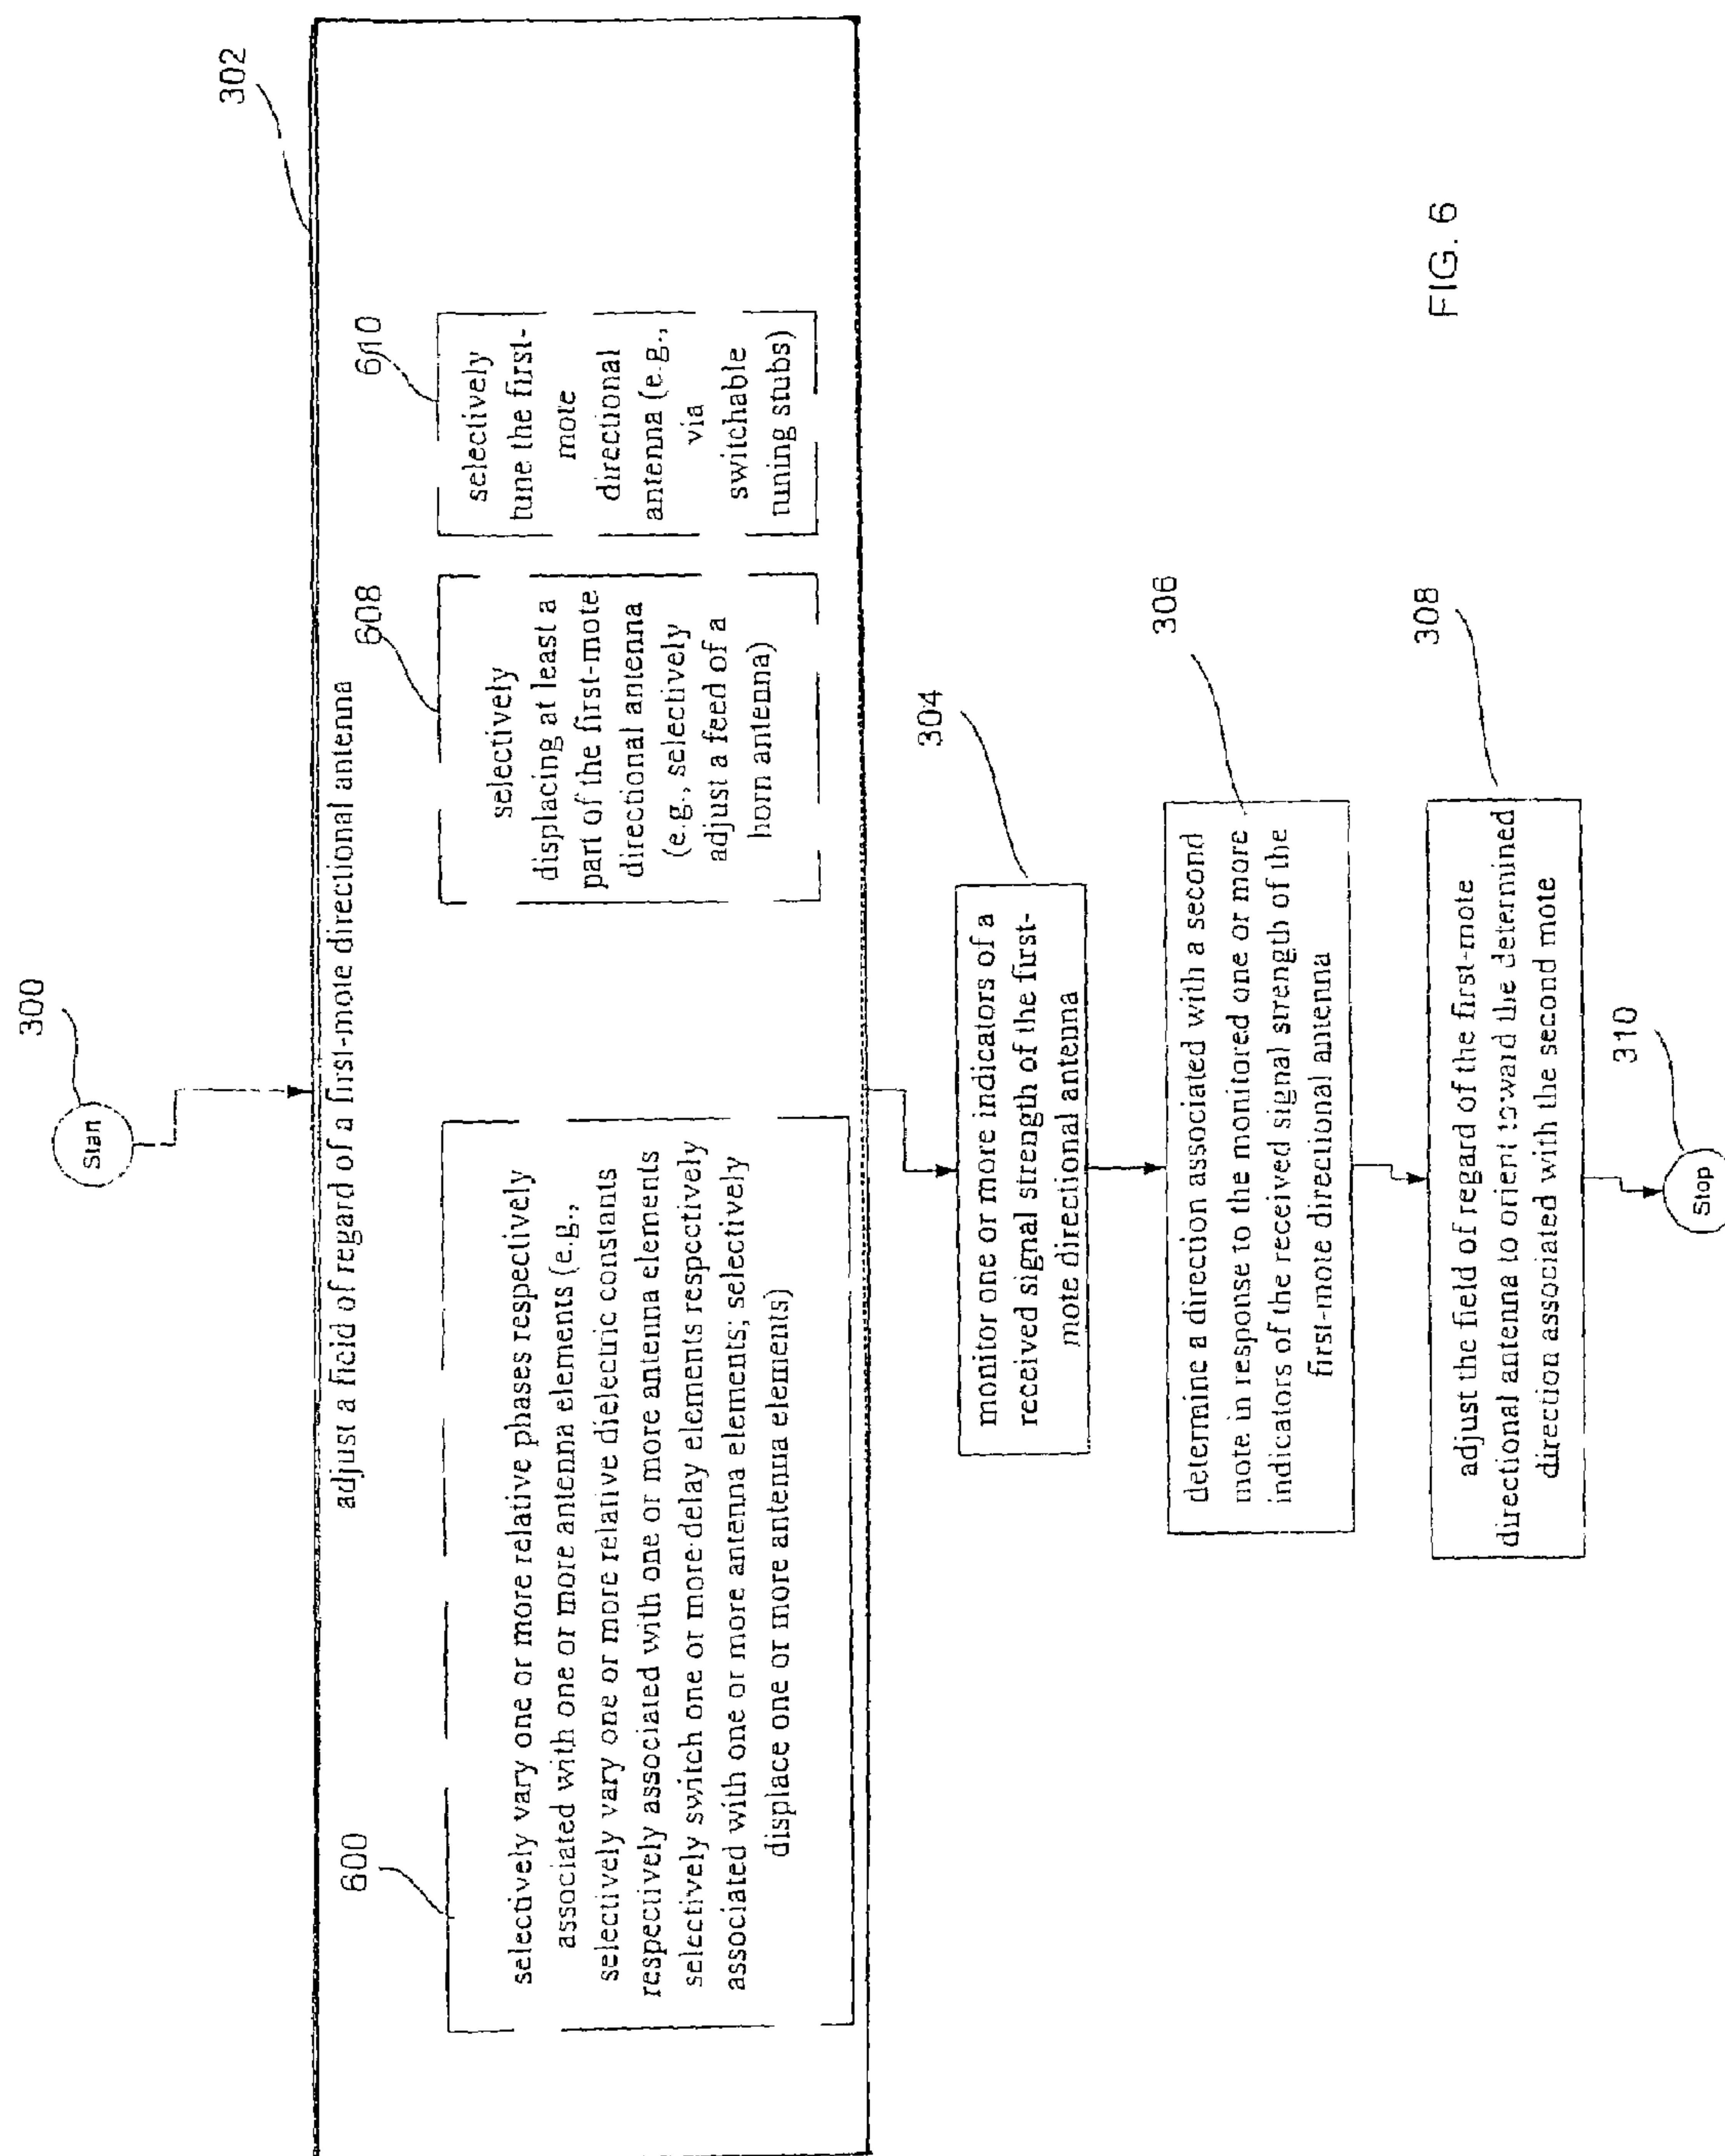 300
Start
302
adjust a field of regard of a first-mote directional antenna
600
selectively vary one or more relative phases respectively
associated with one or more antenna elements (e.g.,
selectively vary one or more relative dielectric constants
respectively associated with one or more antenna elements
selectively switch one or more delay elements respectively
associated with one or more antenna elements; selectively
displace one or more antenna elements)
608
selectively
displacing at least a
part of the first-mote
directional antenna
(e.g., selectively
adjust a feed of a
horn antenna)
610
selectively
tune the first-
mote
directional
antenna (e.g.,
via
switchable
tuning stubs)
304
monitor one or more indicators of a
received signal strength of the first-
mote directional antenna
306
determine a direction associated with a second
mote in response to the monitored one or more
indicators of the received signal strength of the
first-mote directional antenna
308
adjust the field of regard of the first-mote
directional antenna to orient toward the determined
direction associated with the second mote
310
Stop
FIG. 6